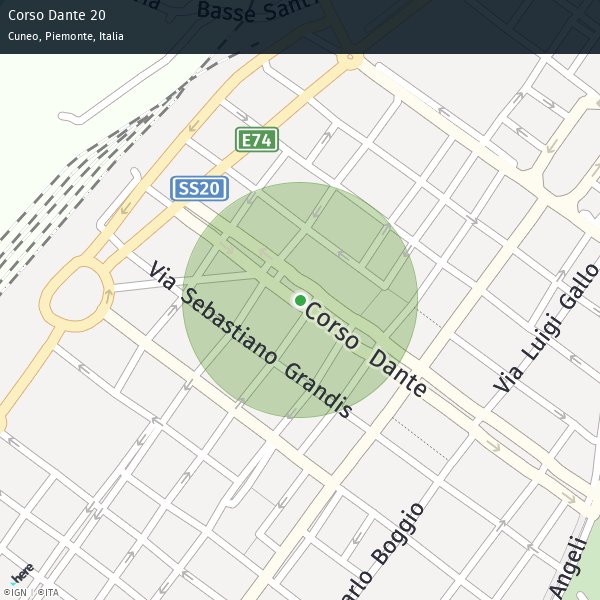 Corso Dante 20
Cuneo, Piemonte, Italia
Basse Sant'
E74
SS20
Via Sebastiano Grandis
Corso Dante
Via Luigi Gallo
arlo Boggio
Angeli
here
©IGN | ©ITA